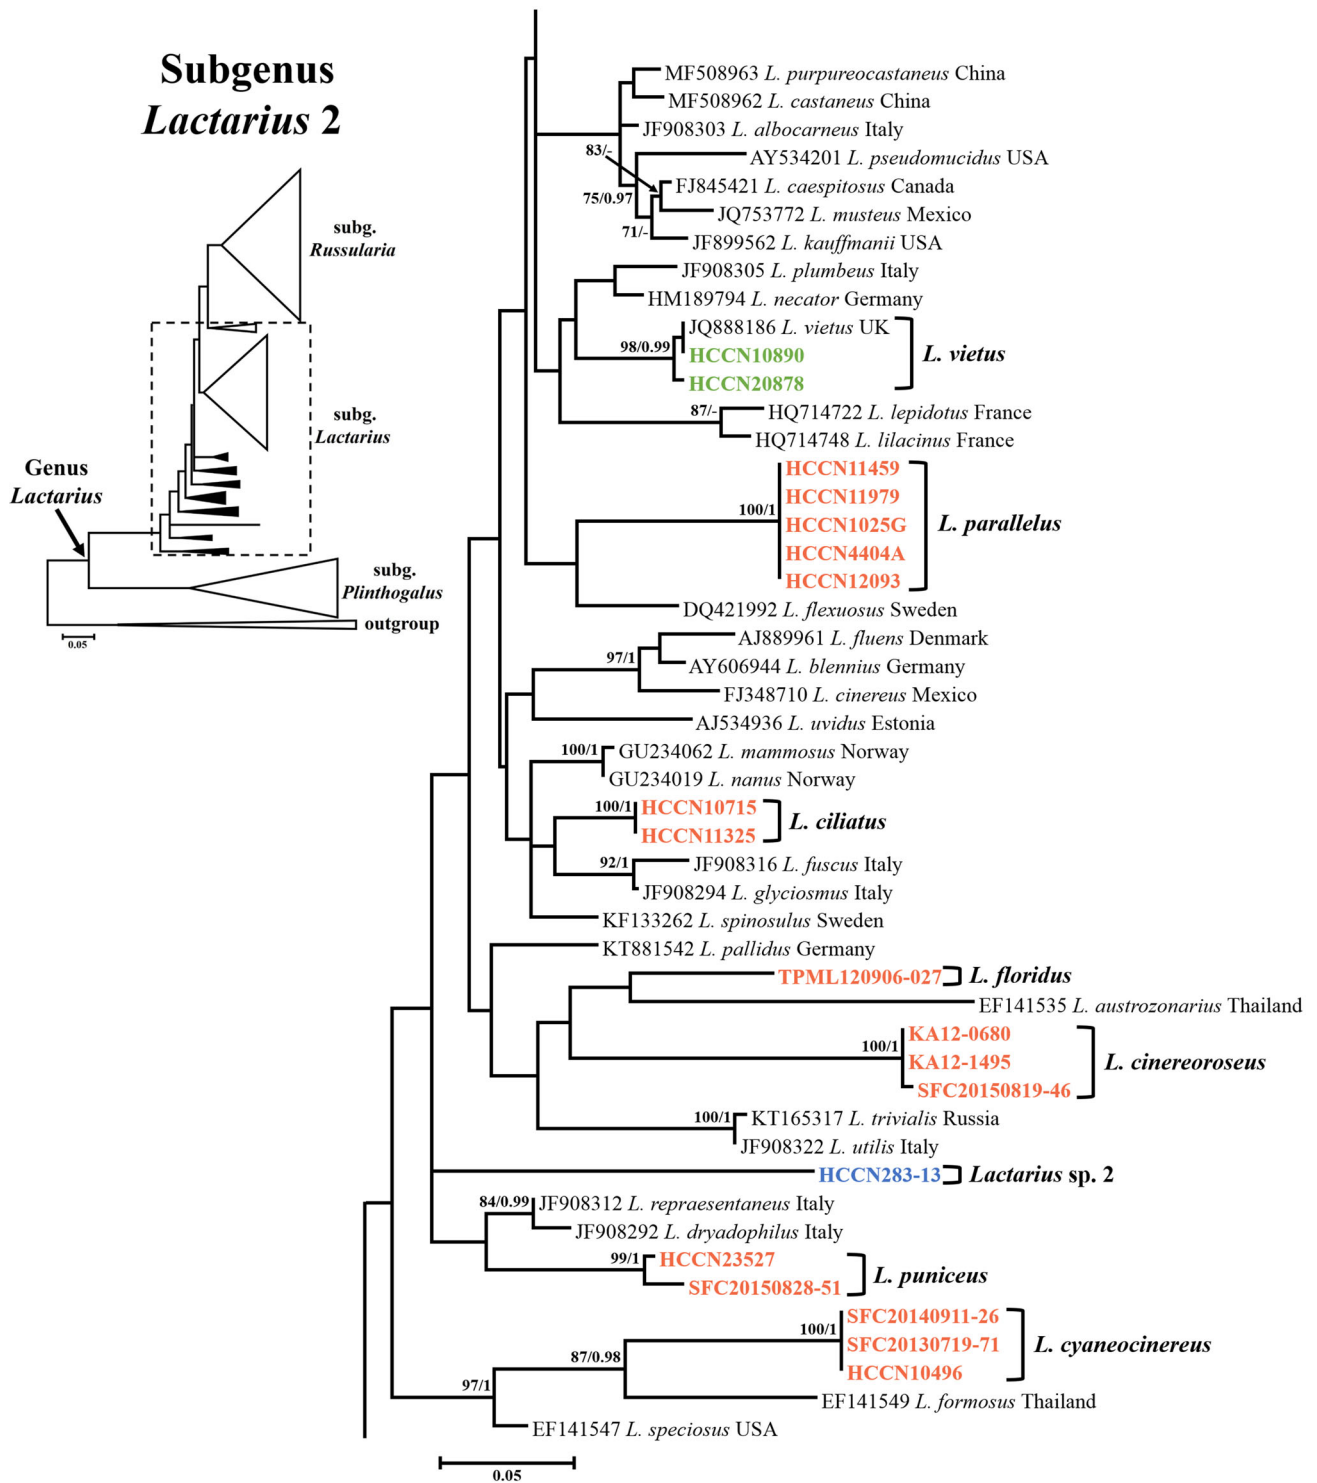 Subgenus
Lactarius 2
subg.
Russularia
subg.
Lactarius
Genus
Lactarius
subg.
Plinthogalus
outgroup
0.05
MF508963 L. purpureocastaneus China
MF508962 L. castaneus China
JF908303 L. albocarneus Italy
83/-
AY534201 L. pseudomucidus USA
FJ845421 L. caespitosus Canada
75/0.97
JQ753772 L. musteus Mexico
71/-
JF899562 L. kauffmanii USA
JF908305 L. plumbeus Italy
HM189794 L. necator Germany
JQ888186 L. vietus UK
98/0.99
HCCN10890
L. vietus
HCCN20878
87/-
HQ714722 L. lepidotus France
HQ714748 L. lilacinus France
HCCN11459
HCCN11979
100/1
HCCN1025G
L. parallelus
HCCN4404A
HCCN12093
DQ421992 L. flexuosus Sweden
AJ889961 L. fluens Denmark
97/1
AY606944 L. blennius Germany
FJ348710 L. cinereus Mexico
AJ534936 L. uvidus Estonia
100/1
GU234062 L. mammosus Norway
GU234019 L. nanus Norway
100/1
HCCN10715
L. ciliatus
HCCN11325
92/1
JF908316 L. fuscus Italy
JF908294 L. glyciosmus Italy
KF133262 L. spinosulus Sweden
KT881542 L. pallidus Germany
TPML120906-027
L. floridus
EF141535 L. austrozonarius Thailand
KA12-0680
100/1
KA12-1495
L. cinereoroseus
SFC20150819-46
100/1
KT165317 L. trivialis Russia
JF908322 L. utilis Italy
HCCN283-13
Lactarius sp. 2
84/0.99
JF908312 L. repraesentaneus Italy
JF908292 L. dryadophilus Italy
99/1
HCCN23527
L. puniceus
SFC20150828-51
SFC20140911-26
100/1
SFC20130719-71
L. cyaneocinereus
87/0.98
HCCN10496
97/1
EF141549 L. formosus Thailand
EF141547 L. speciosus USA
0.05